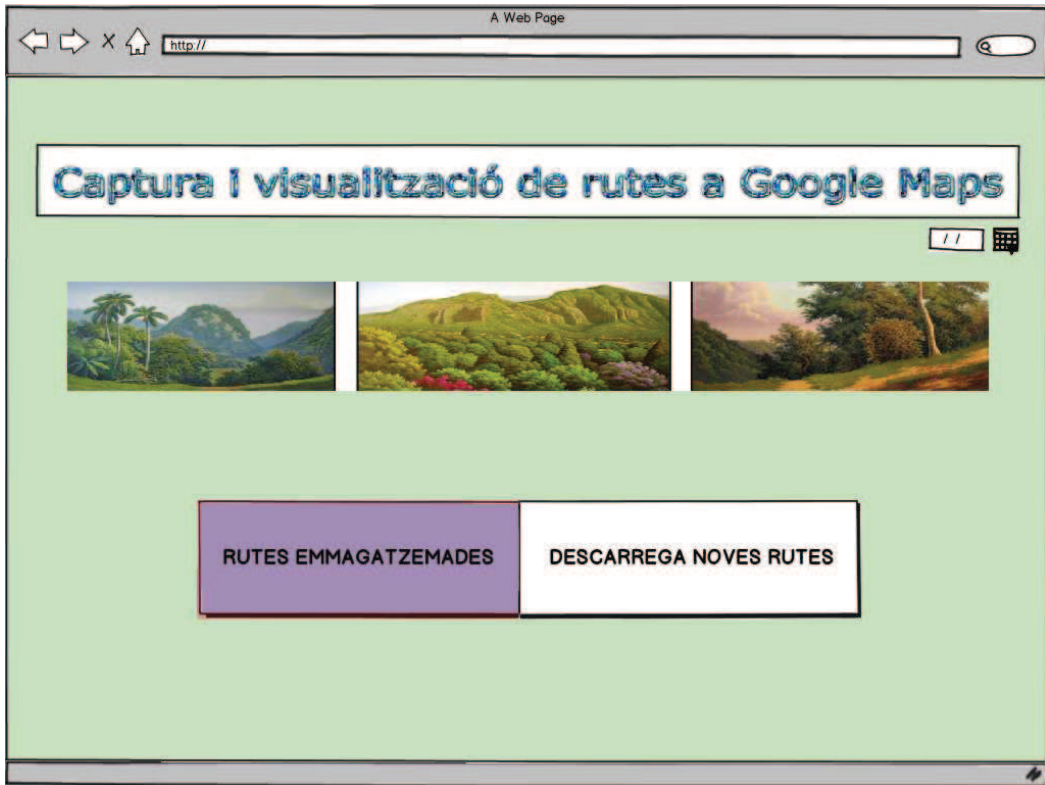 A Web Page
http://
Captura i visualització de rutes a Google Maps
/ /
RUTES EMMAGATZEMADES
DESCARREGA NOVES RUTES